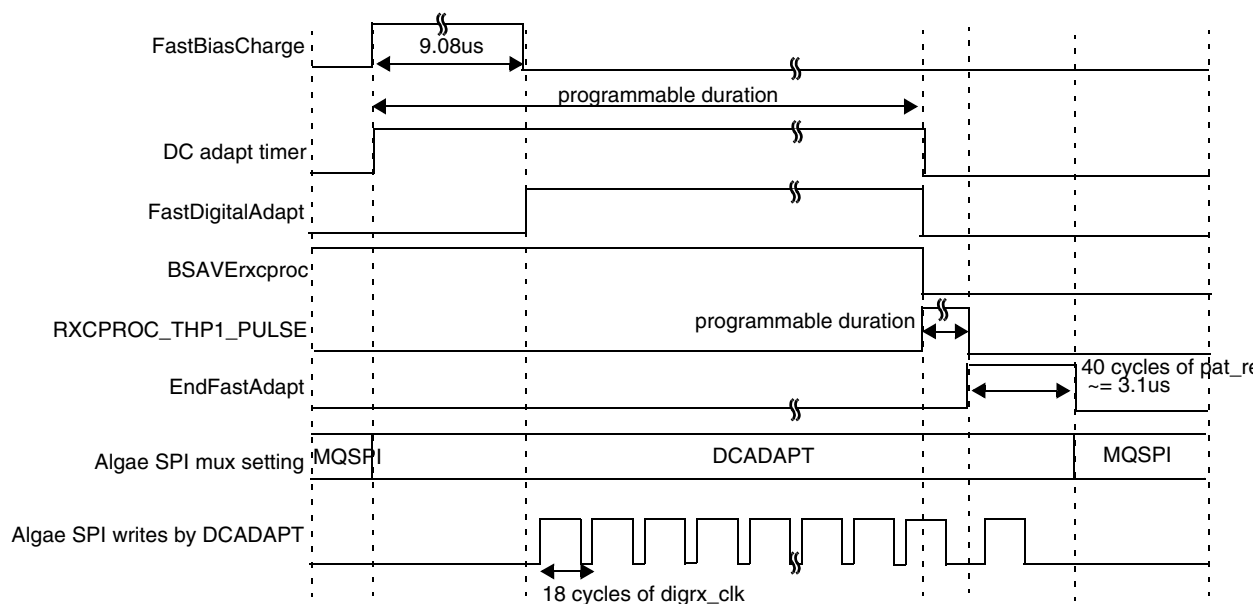 FastBiasCharge
9.08us
programmable duration
DC adapt timer
FastDigitalAdapt
BSAVErxcproc
RXCPROC_THP1_PULSE
programmable duration
EndFastAdapt
40 cycles of pat_re
~= 3.1us
Algae SPI mux setting
MQSPI
DCADAPT
MQSPI
Algae SPI writes by DCADAPT
18 cycles of digrx_clk